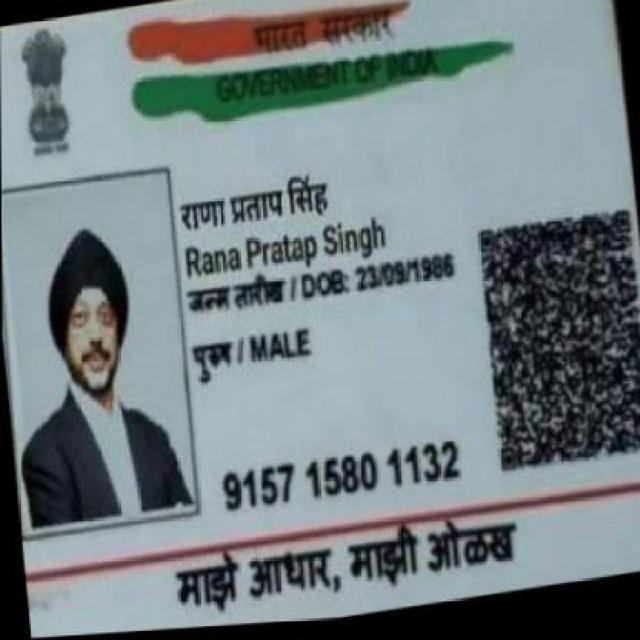 भारत सरकार
GOVERNMENT OF INDIA
राणा प्रताप सिंह
Rana Pratap Singh
जन्म तारीख / DOB: 23/09/1986
पुरुष / MALE
9157 1580 1132
माझे आधार, माझी ओळख